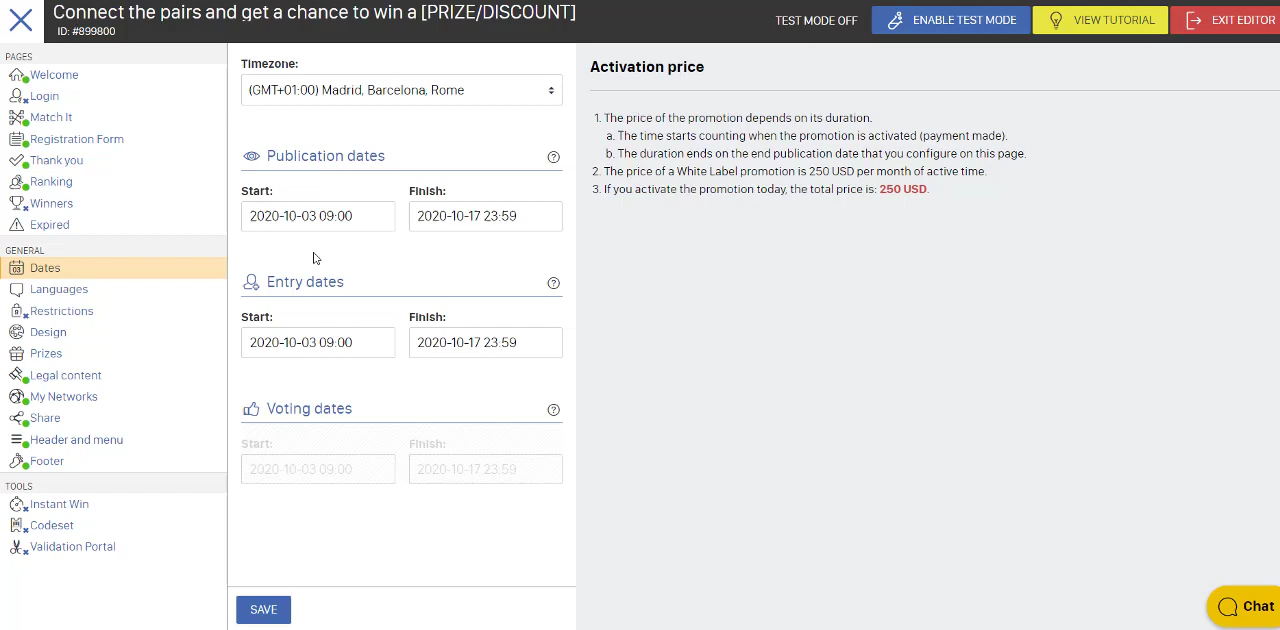 Connect the pairs and get a chance to win a [PRIZE/DISCOUNT]
ID: #899800
TEST MODE OFF
ENABLE TEST MODE
VIEW TUTORIAL
EXIT EDITOR
PAGES
Welcome
Login
Match It
Registration Form
Thank you
Ranking
Winners
Expired
GENERAL
Dates
Languages
Restrictions
Design
Prizes
Legal content
My Networks
Share
Header and menu
Footer
TOOLS
Instant Win
Codeset
Validation Portal
Timezone:
(GMT+01:00) Madrid, Barcelona, Rome
Publication dates
Start: Finish:
2020-10-03 09:00 2020-10-17 23:59
Entry dates
Start: Finish:
2020-10-03 09:00 2020-10-17 23:59
Voting dates
Start: Finish:
2020-10-03 09:00 2020-10-17 23:59
SAVE
Activation price
1. The price of the promotion depends on its duration.
a. The time starts counting when the promotion is activated (payment made).
b. The duration ends on the end publication date that you configure on this page.
2. The price of a White Label promotion is 250 USD per month of active time.
3. If you activate the promotion today, the total price is: 250 USD.
Chat